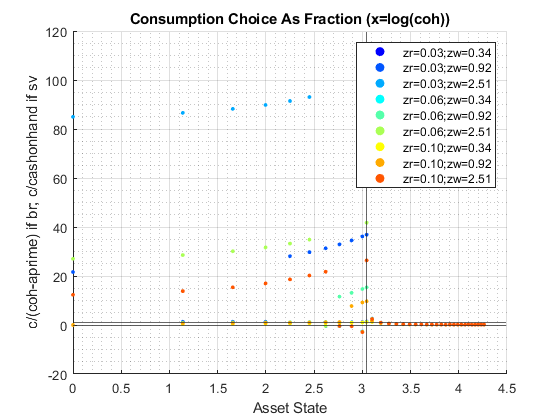 Consumption Choice As Fraction (x=log(coh))
c/(coh-aprime) if br; c/cashonhand if sv
120
100
80
60
40
20
0
-20
zr=0.03;zw=0.34
zr=0.03;zw=0.92
zr=0.03;zw=2.51
zr=0.06;zw=0.34
zr=0.06;zw=0.92
zr=0.06;zw=2.51
zr=0.10;zw=0.34
zr=0.10;zw=0.92
zr=0.10;zw=2.51
0 0.5 1 1.5 2 2.5 3 3.5 4 4.5
Asset State